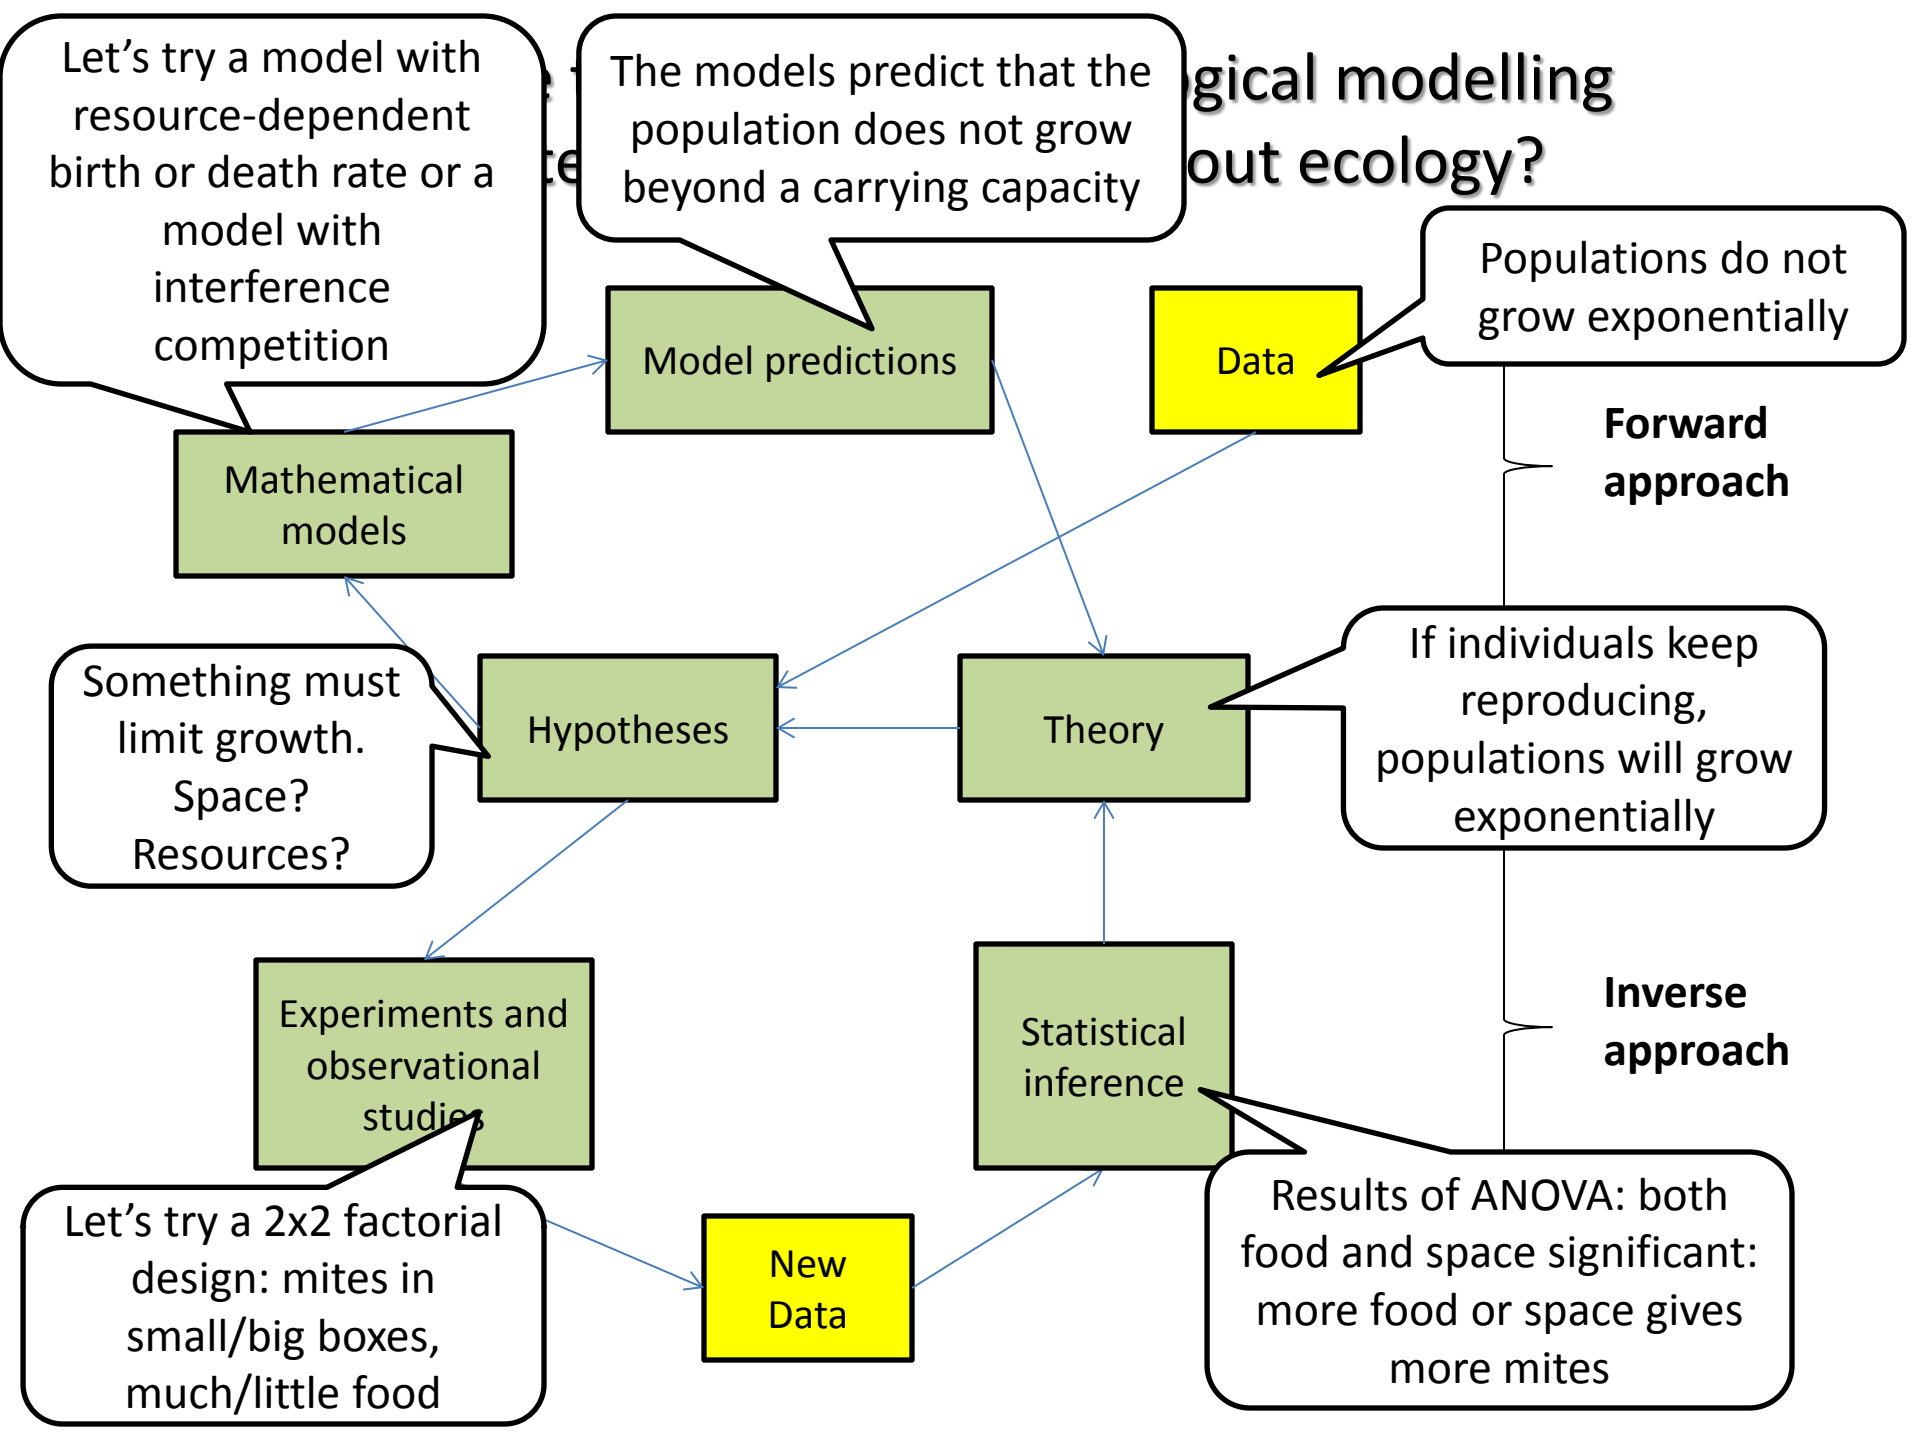 Let’s try a model with
resource-dependent
birth or death rate or a
model with
interference
competition
The models predict that the
population does not grow
beyond a carrying capacity
modelling
ecology?
Populations do not
grow exponentially
Model predictions
Data
Forward
approach
Mathematical
models
Something must
limit growth.
Space?
Resources?
Hypotheses
Theory
If individuals keep
reproducing,
populations will grow
exponentially
Experiments and
observational
studies
Statistical
inference
Inverse
approach
Let’s try a 2x2 factorial
design: mites in
small/big boxes,
much/little food
New
Data
Results of ANOVA: both
food and space significant:
more food or space gives
more mites